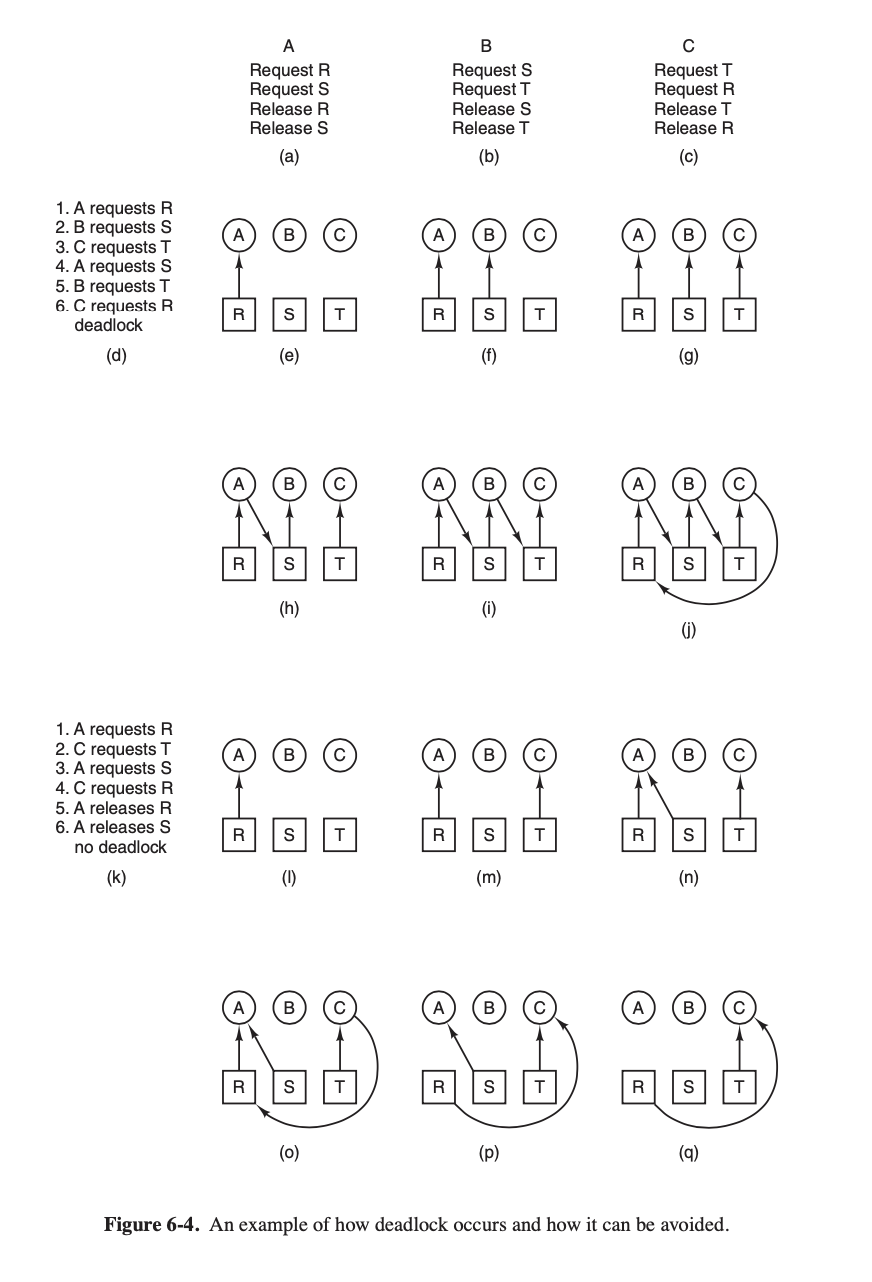 A B C
Request R Request S Request T
Request S Request T Request R
Release R Release S Release T
Release S Release T Release R
(a) (b) (c)
1. A requests R
2. B requests S
3. C requests T
4. A requests S
5. B requests T
6. C requests R
deadlock
(d)
A B C
R S T
(e)
A B C
R S T
(f)
A B C
R S T
(g)
A B C
R S T
(h)
A B C
R S T
(i)
A B C
R S T
(j)
1. A requests R
2. C requests T
3. A requests S
4. C requests R
5. A releases R
6. A releases S
no deadlock
(k)
A B C
R S T
(l)
A B C
R S T
(m)
A B C
R S T
(n)
A B C
R S T
(o)
A B C
R S T
(p)
A B C
R S T
(q)
Figure 6-4. An example of how deadlock occurs and how it can be avoided.